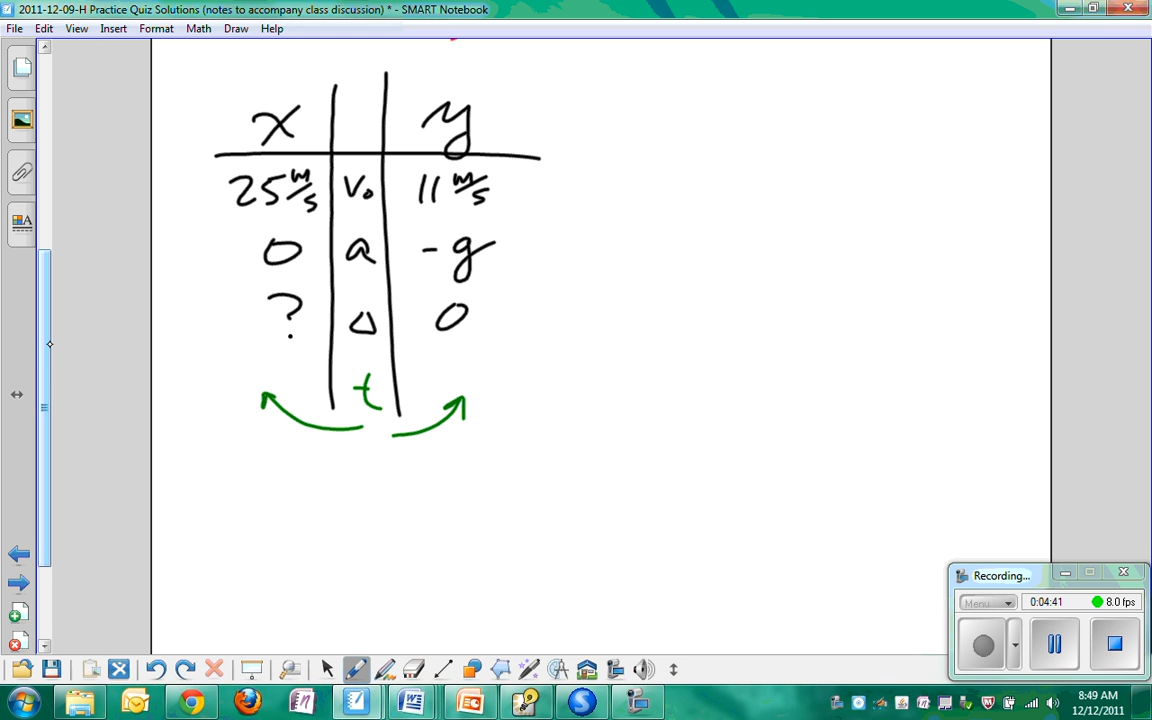 2011-12-09-H Practice Quiz Solutions (notes to accompany class discussion) * - SMART Notebook
File Edit View Insert Format Math Draw Help
x y
25 m/s v₀ 11 m/s
0 a -g
? Δ 0
t
Recording...
Menu 0:04:41 8.0 fps
8:49 AM
12/12/2011